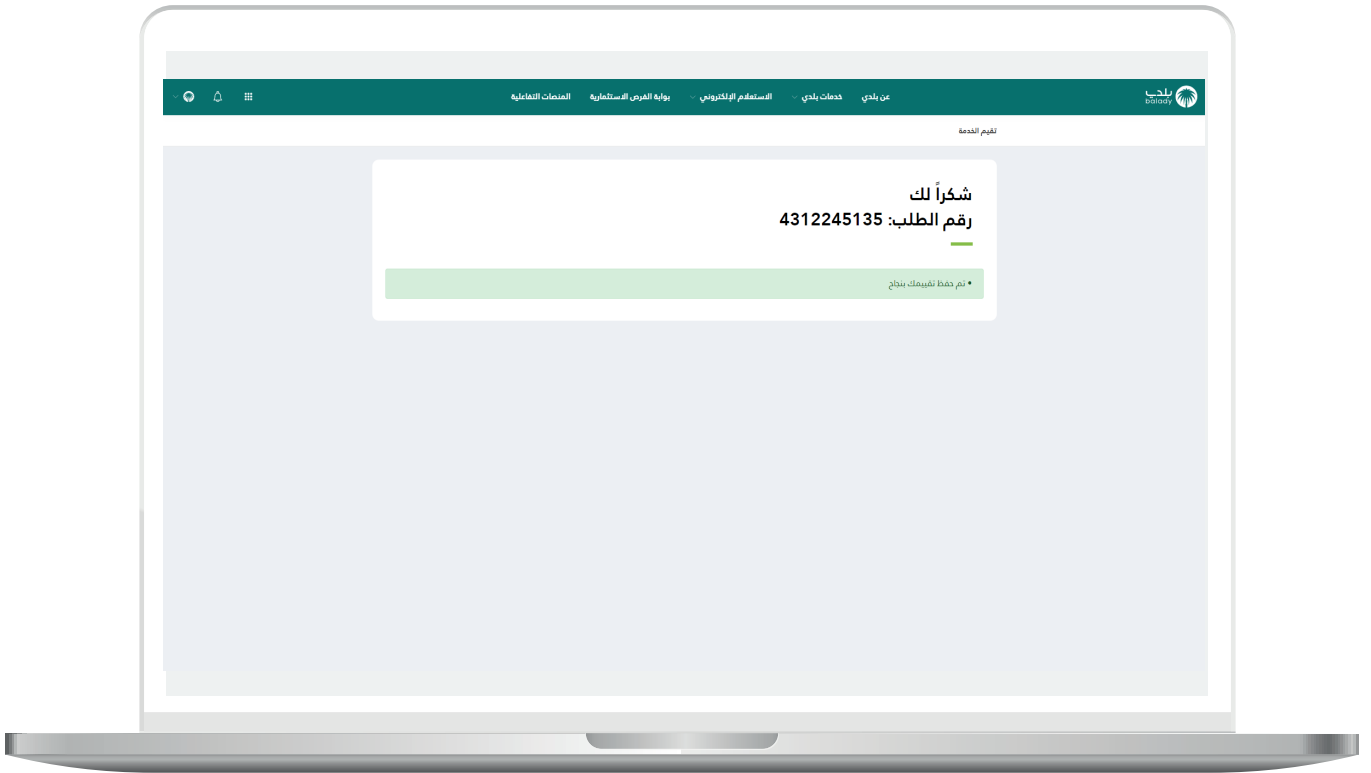 بلدي
balady
عن بلدي
خدمات بلدي
الاستعلام الإلكتروني
بوابة الفرص الاستثمارية
المنصات التفاعلية
تقيم الخدمة
شكراً لك
رقم الطلب: 4312245135
• تم حفظ تقييمك بنجاح